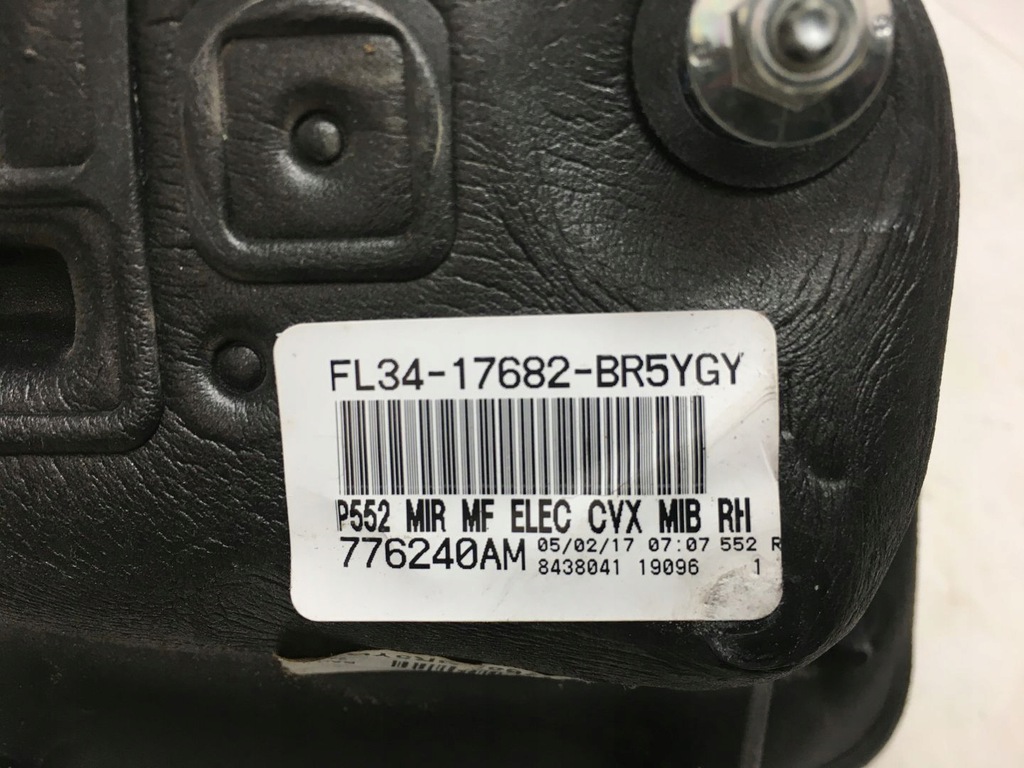 FL34-17682-BR5YGY
P552 MIR MF ELEC CVX MIB RH
776240AM 05/02/17 07:07 552 R
8438041 19096 1